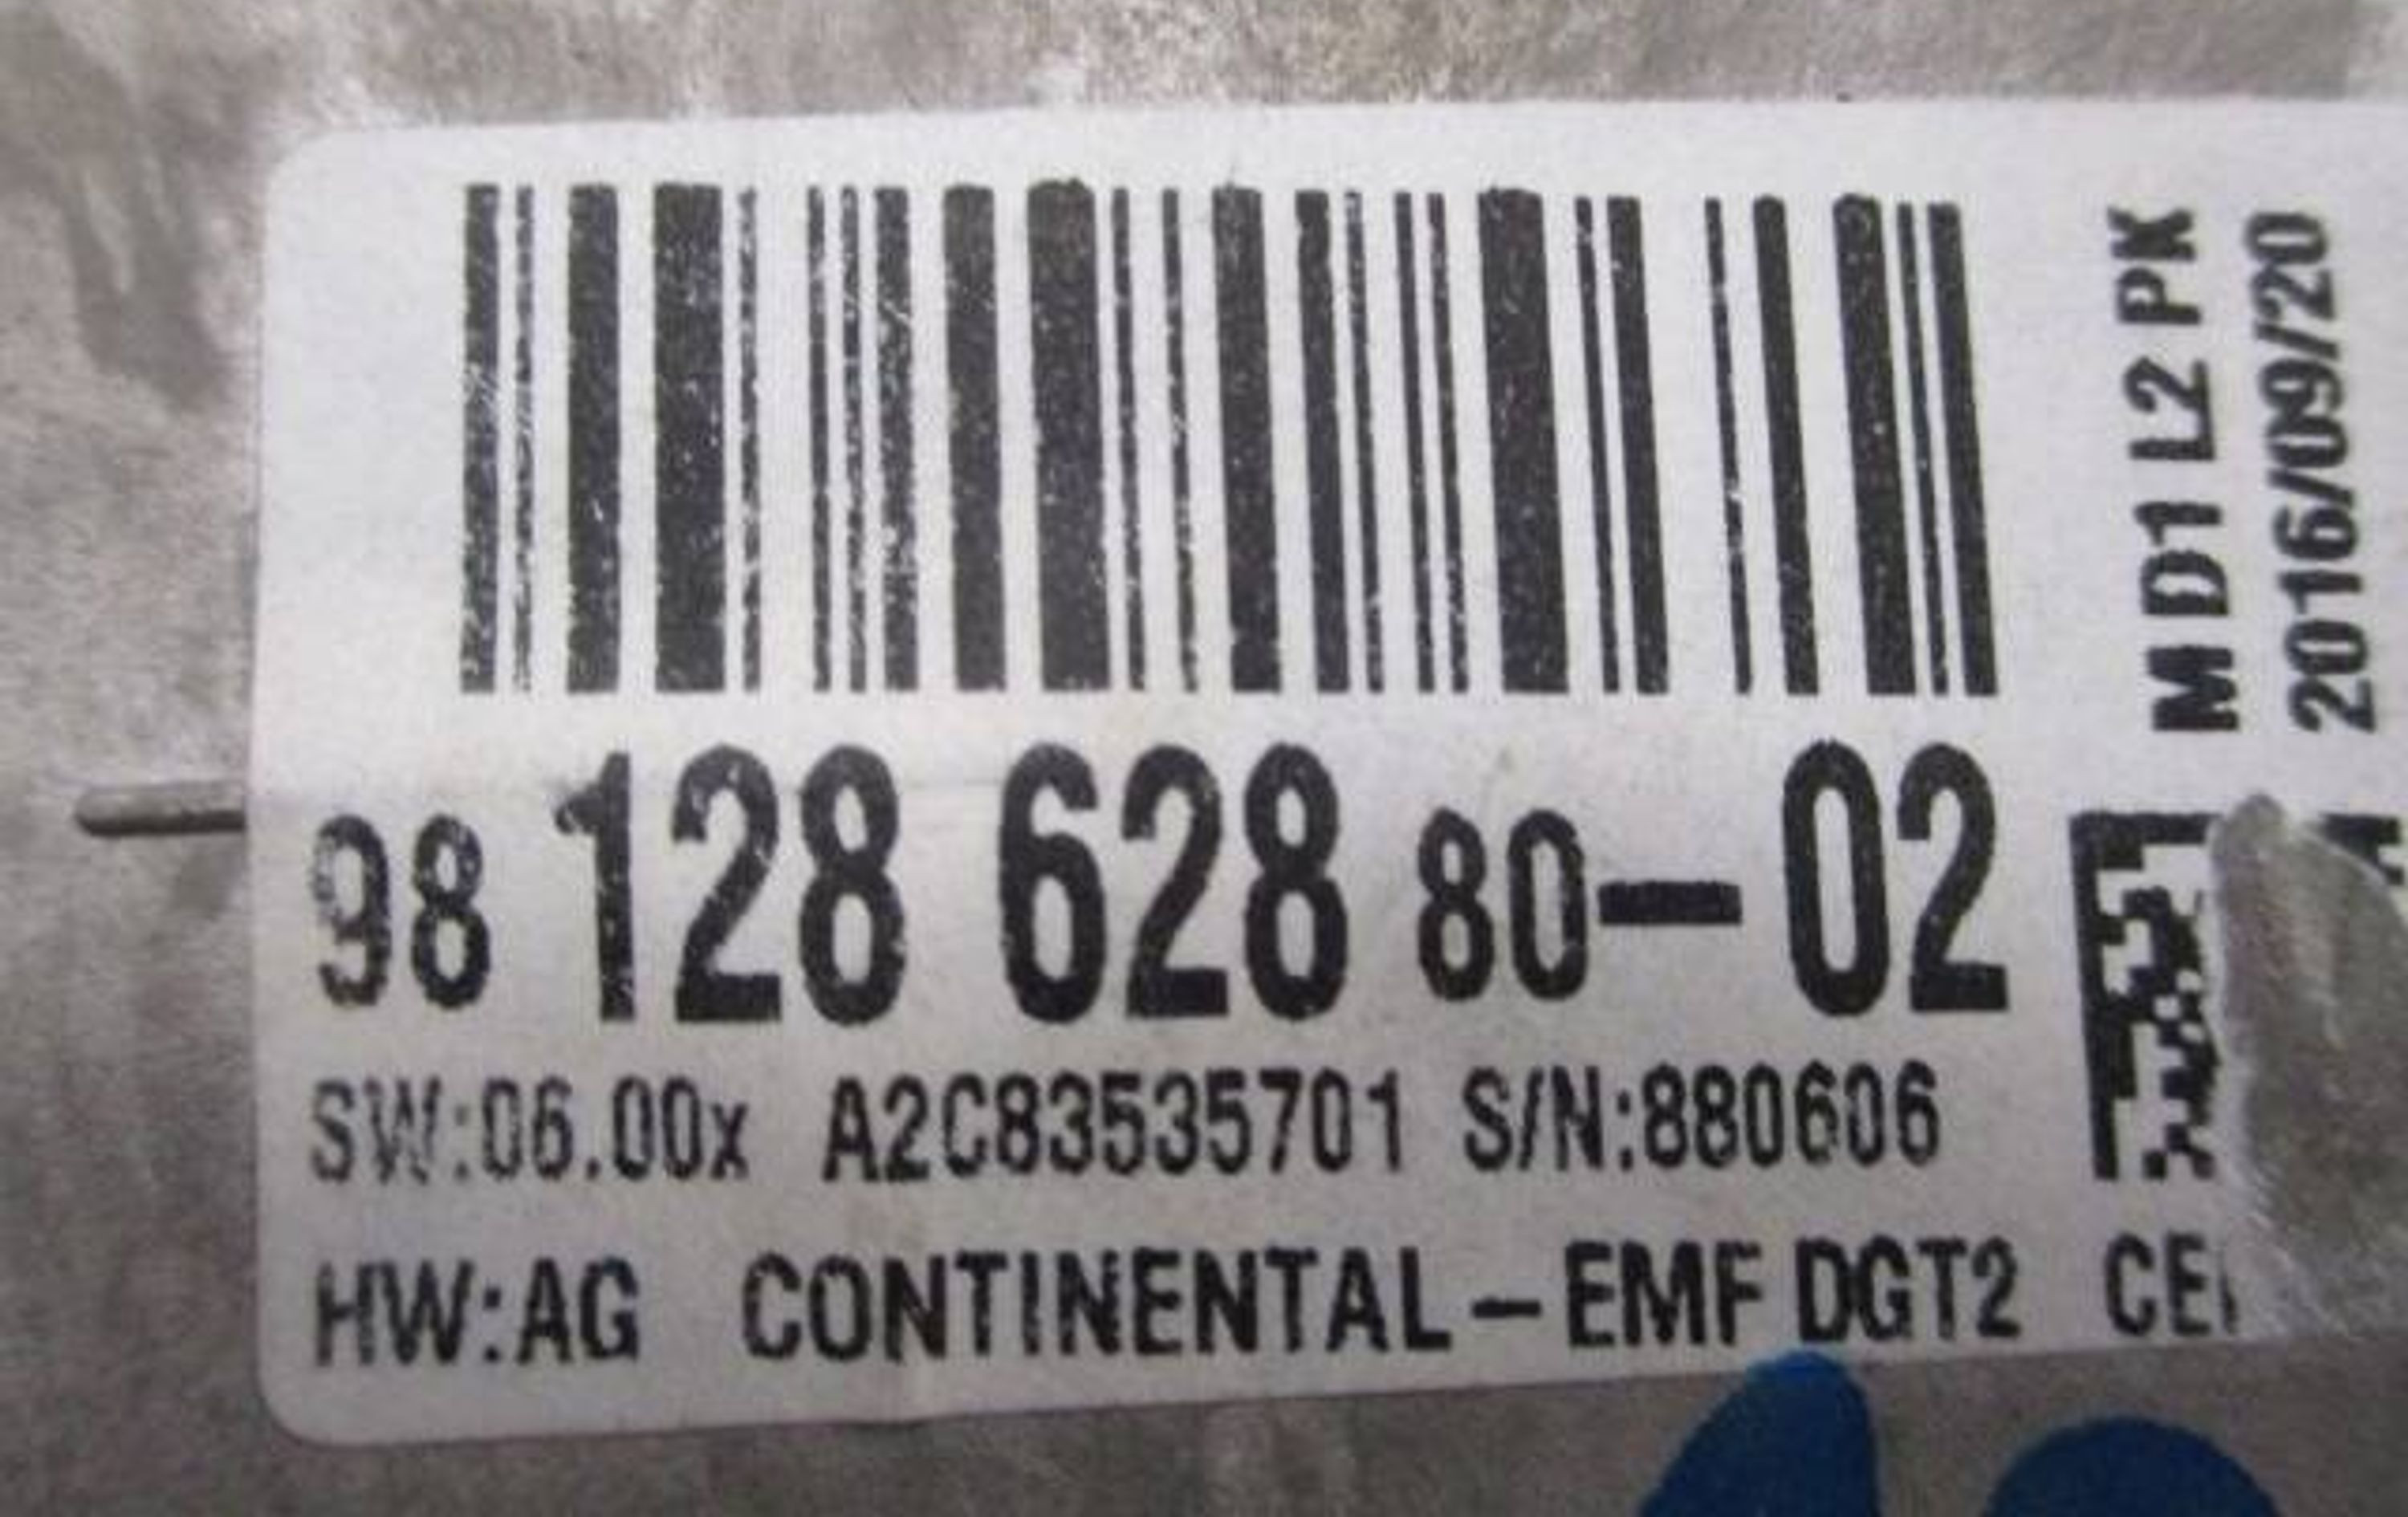 98 128 628 80-02
SW:06.00x A2C83535701 S/N:880606
HW:AG CONTINENTAL-EMF DGT2
MD1 L2 PK
2016/09/20